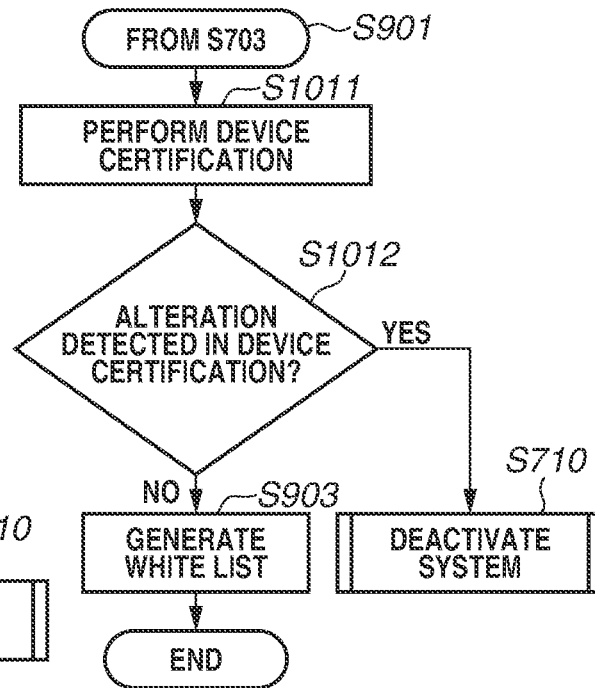 FROM S703
S901
S1011
PERFORM DEVICE
CERTIFICATION
S1012
ALTERATION
DETECTED IN DEVICE
CERTIFICATION?
YES
NO
S903
S710
10
GENERATE
WHITE LIST
DEACTIVATE
SYSTEM
END